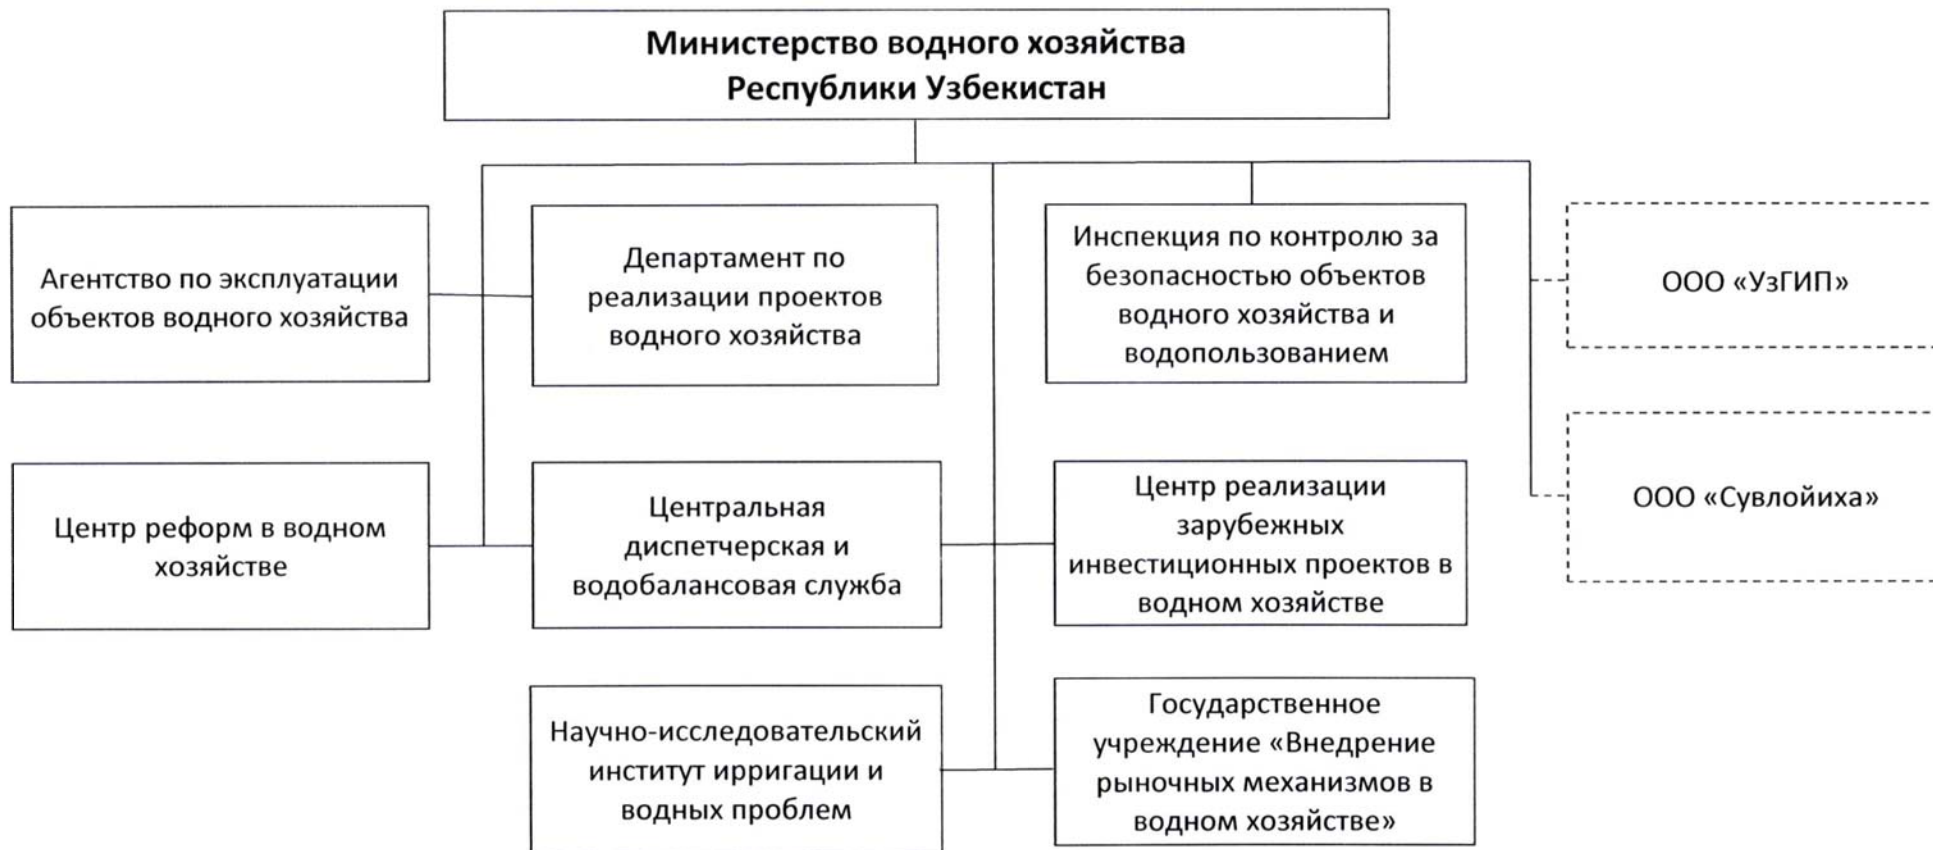 Министерство водного хозяйства
Республики Узбекистан
Агентство по эксплуатации
объектов водного хозяйства
Департамент по
реализации проектов
водного хозяйства
Инспекция по контролю за
безопасностью объектов
водного хозяйства и
водопользованием
ООО «УзГИП»
Центр реформ в водном
хозяйстве
Центральная
диспетчерская и
водобалансовая служба
Центр реализации
зарубежных
инвестиционных проектов в
водном хозяйстве
ООО «Сувлойиха»
Научно-исследовательский
институт ирригации и
водных проблем
Государственное
учреждение «Внедрение
рыночных механизмов в
водном хозяйстве»